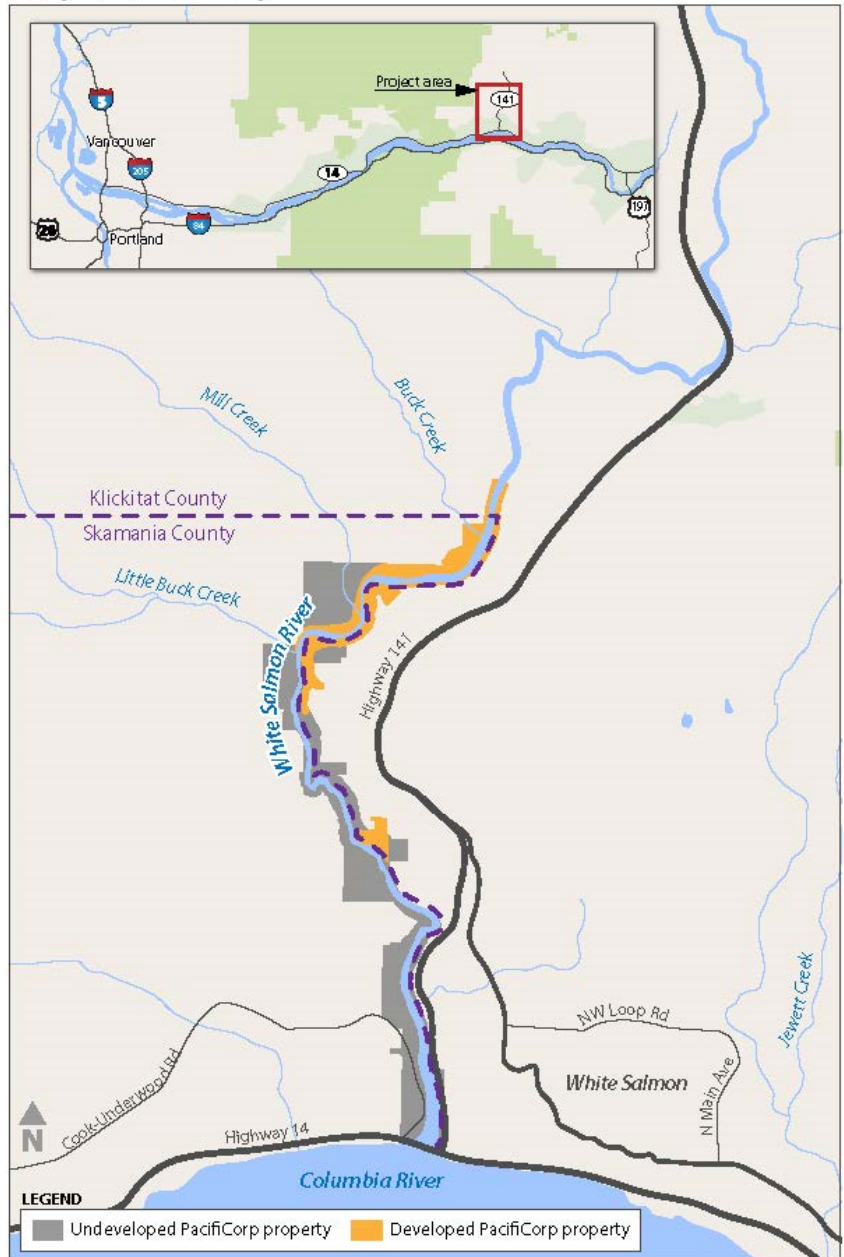 Project area
141
5
Vancouver
205
14
197
26
Portland
84
Mill Creek
Buck Creek
Klickitat County
Skamania County
Little Buck Creek
White Salmon River
Highway 141
Jewett Creek
NW Loop Rd
White Salmon
N Main Ave
Cook-Underwood Rd
N
Highway 14
Columbia River
LEGEND
Undeveloped PacifiCorp property
Developed PacifiCorp property